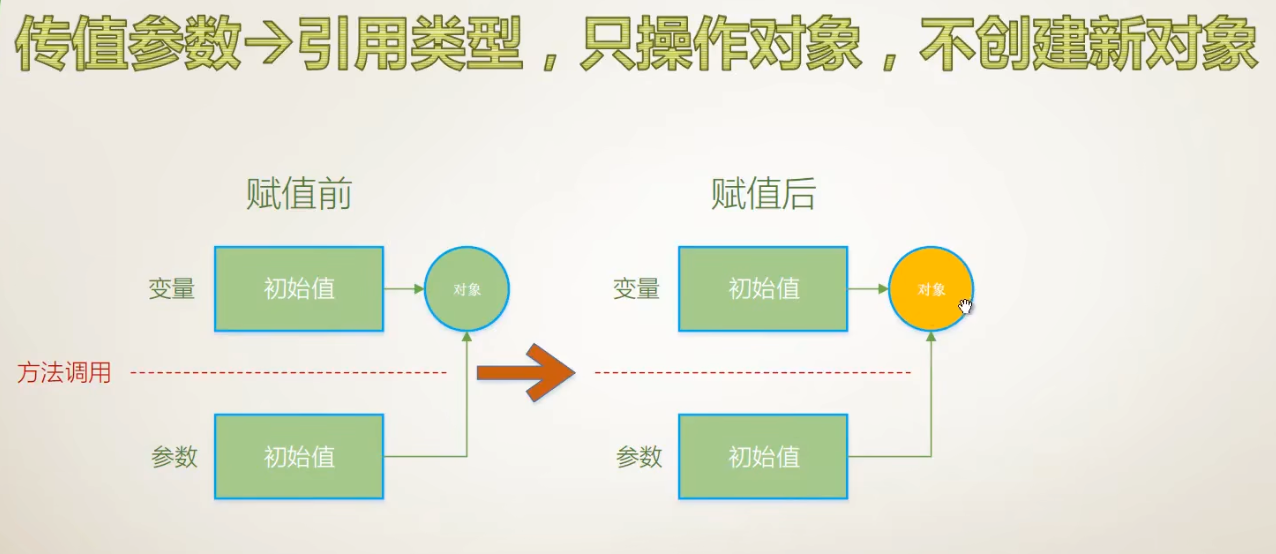 传值参数→引用类型，只操作对象，不创建新对象
赋值前
赋值后
变量
初始值
对象
变量
初始值
对象
方法调用
参数
初始值
参数
初始值